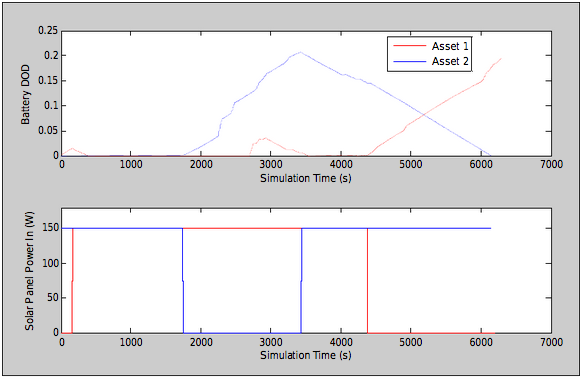 0.25
0.2
0.15
0.1
0.05
0
Battery DOD
Asset 1
Asset 2
0 1000 2000 3000 4000 5000 6000 7000
Simulation Time (s)
150
100
50
0
Solar Panel Power In (W)
0 1000 2000 3000 4000 5000 6000 7000
Simulation Time (s)